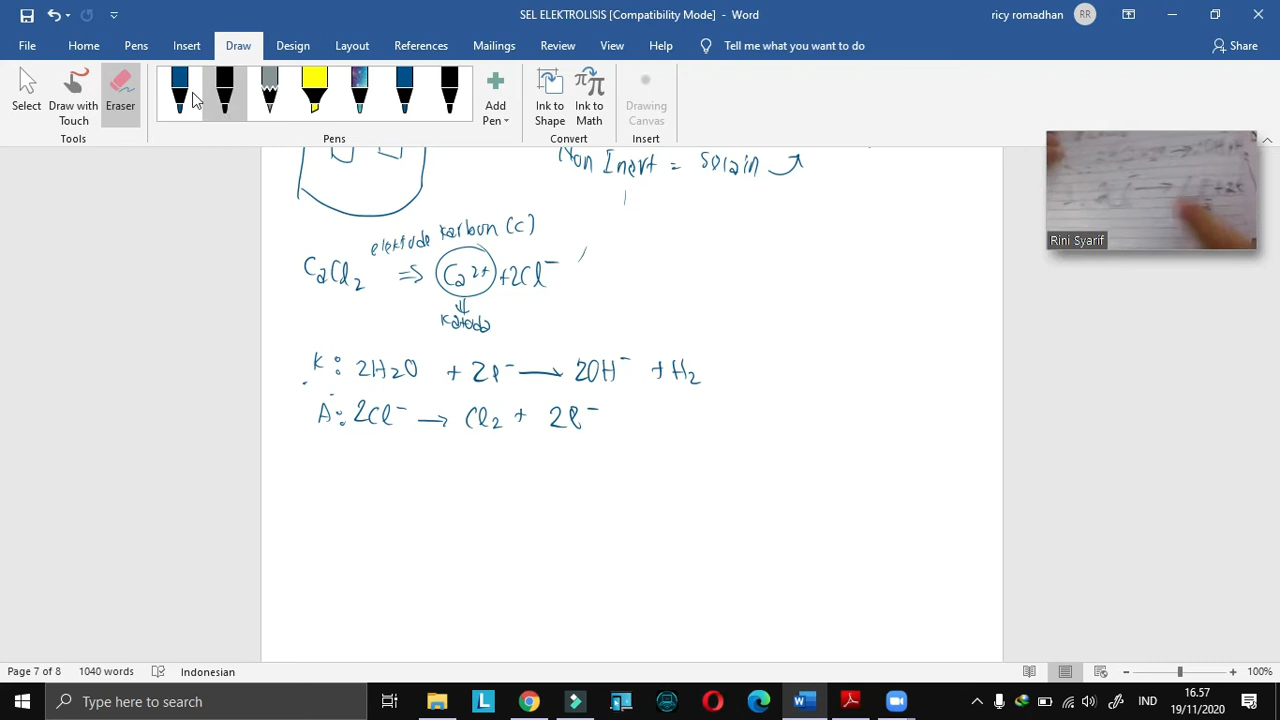 SEL ELEKTROLISIS [Compatibility Mode] - Word
ricy romadhan
RR
File Home Pens Insert Draw Design Layout References Mailings Review View Help Tell me what you want to do Share
Select Draw with Touch Eraser Add Pen Ink to Shape Ink to Math Drawing Canvas
Tools Pens Convert Insert
Non Inert = selain
elektode karbon (c)
CaCl2 ⇒ Ca2+ +2Cl-
Katoda
K: 2H2O + 2e- → 2OH- + H2
A: 2Cl- → Cl2 + 2e-
Rini Syarif
Page 7 of 8 1040 words Indonesian 100%
Type here to search
IND
16.57
19/11/2020